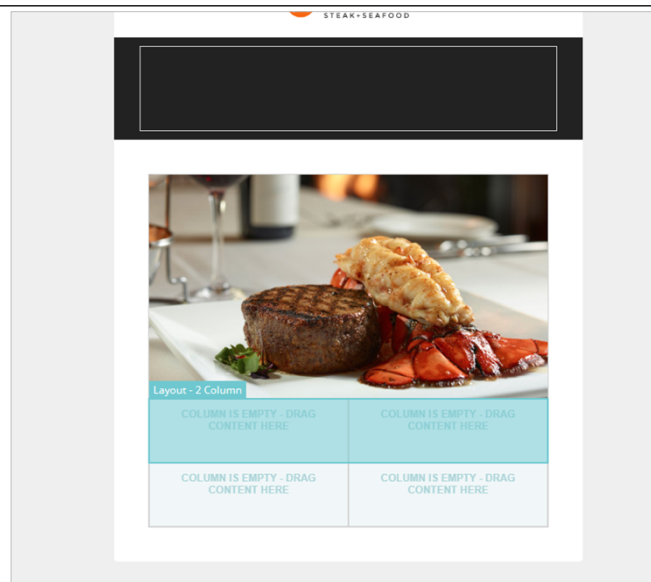 STEAK+SEAFOOD
Layout - 2 Column
COLUMN IS EMPTY - DRAG
CONTENT HERE
COLUMN IS EMPTY - DRAG
CONTENT HERE
COLUMN IS EMPTY - DRAG
CONTENT HERE
COLUMN IS EMPTY - DRAG
CONTENT HERE